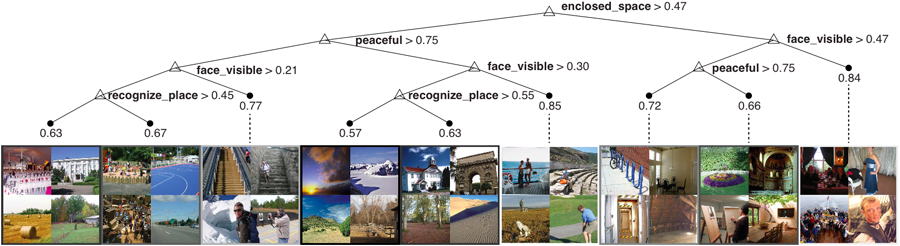 enclosed_space > 0.47
peaceful > 0.75
face_visible > 0.47
face_visible > 0.21
face_visible > 0.30
peaceful > 0.75
0.84
recognize_place > 0.45
0.77
recognize_place > 0.55
0.85
0.72
0.66
0.63
0.67
0.57
0.63